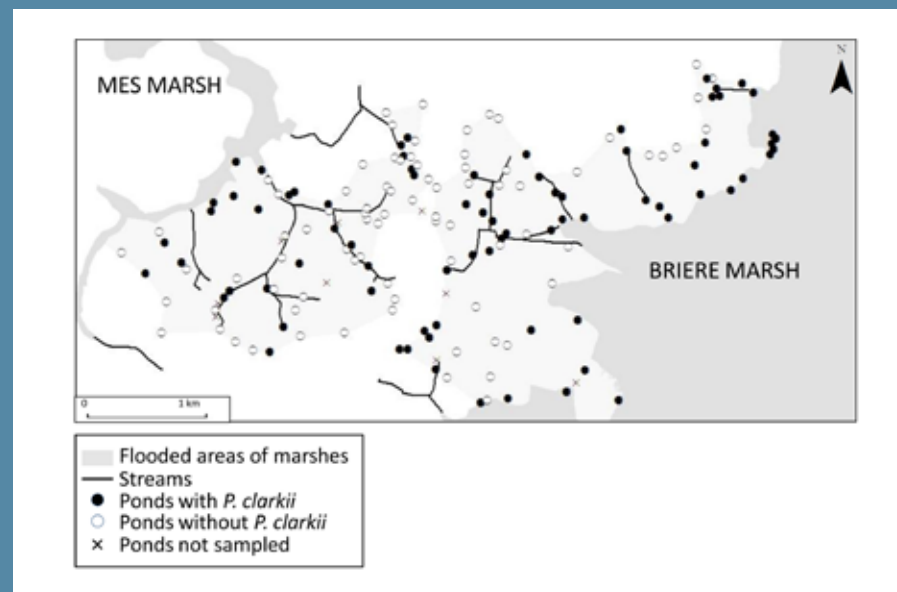 N
MES MARSH
BRIERE MARSH
0 1 km
Flooded areas of marshes
Streams
Ponds with P. clarkii
Ponds without P. clarkii
Ponds not sampled